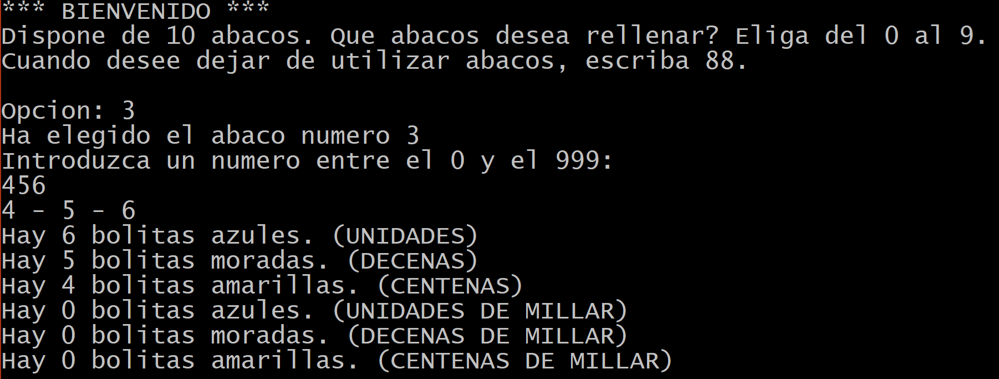 *** BIENVENIDO ***
Dispone de 10 abacos. Que abacos desea rellenar? Eliga del 0 al 9.
Cuando desee dejar de utilizar abacos, escriba 88.
Opcion: 3
Ha elegido el abaco numero 3
Introduzca un numero entre el 0 y el 999:
456
4 - 5 - 6
Hay 6 bolitas azules. (UNIDADES)
Hay 5 bolitas moradas. (DECENAS)
Hay 4 bolitas amarillas. (CENTENAS)
Hay 0 bolitas azules. (UNIDADES DE MILLAR)
Hay 0 bolitas moradas. (DECENAS DE MILLAR)
Hay 0 bolitas amarillas. (CENTENAS DE MILLAR)